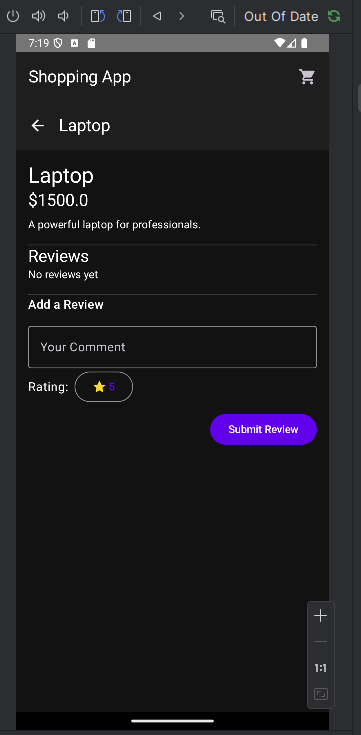 Out Of Date
7:19
Shopping App
Laptop
Laptop
$1500.0
A powerful laptop for professionals.
Reviews
No reviews yet
Add a Review
Your Comment
Rating: ⭐ 5
Submit Review
1:1